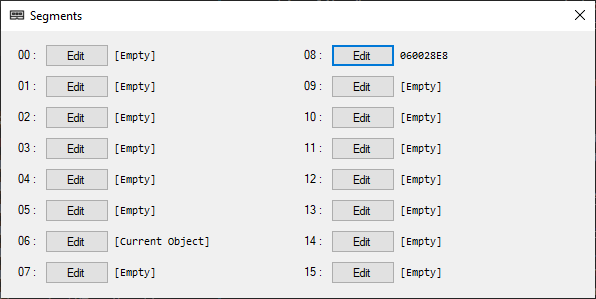 Segments
00 : Edit [Empty] 08 : Edit 060028E8
01 : Edit [Empty] 09 : Edit [Empty]
02 : Edit [Empty] 10 : Edit [Empty]
03 : Edit [Empty] 11 : Edit [Empty]
04 : Edit [Empty] 12 : Edit [Empty]
05 : Edit [Empty] 13 : Edit [Empty]
06 : Edit [Current Object] 14 : Edit [Empty]
07 : Edit [Empty] 15 : Edit [Empty]